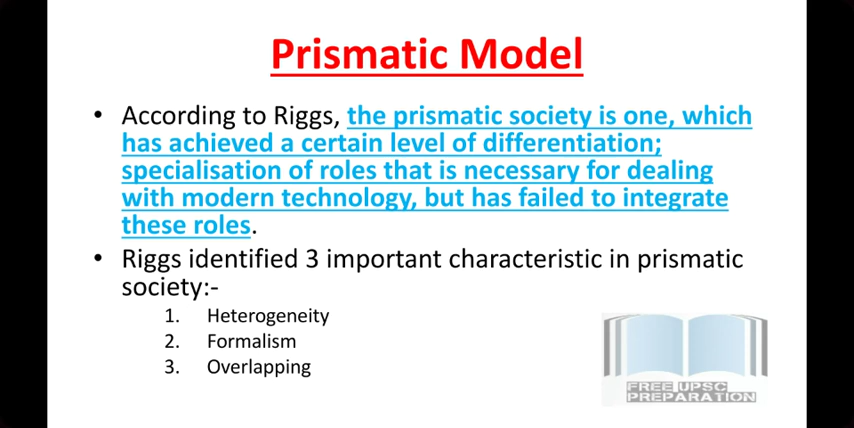 Prismatic Model
• According to Riggs, the prismatic society is one, which
has achieved a certain level of differentiation;
specialisation of roles that is necessary for dealing
with modern technology, but has failed to integrate
these roles.
• Riggs identified 3 important characteristic in prismatic
society:-
1. Heterogeneity
2. Formalism
3. Overlapping
FREE UPSC
PREPARATION